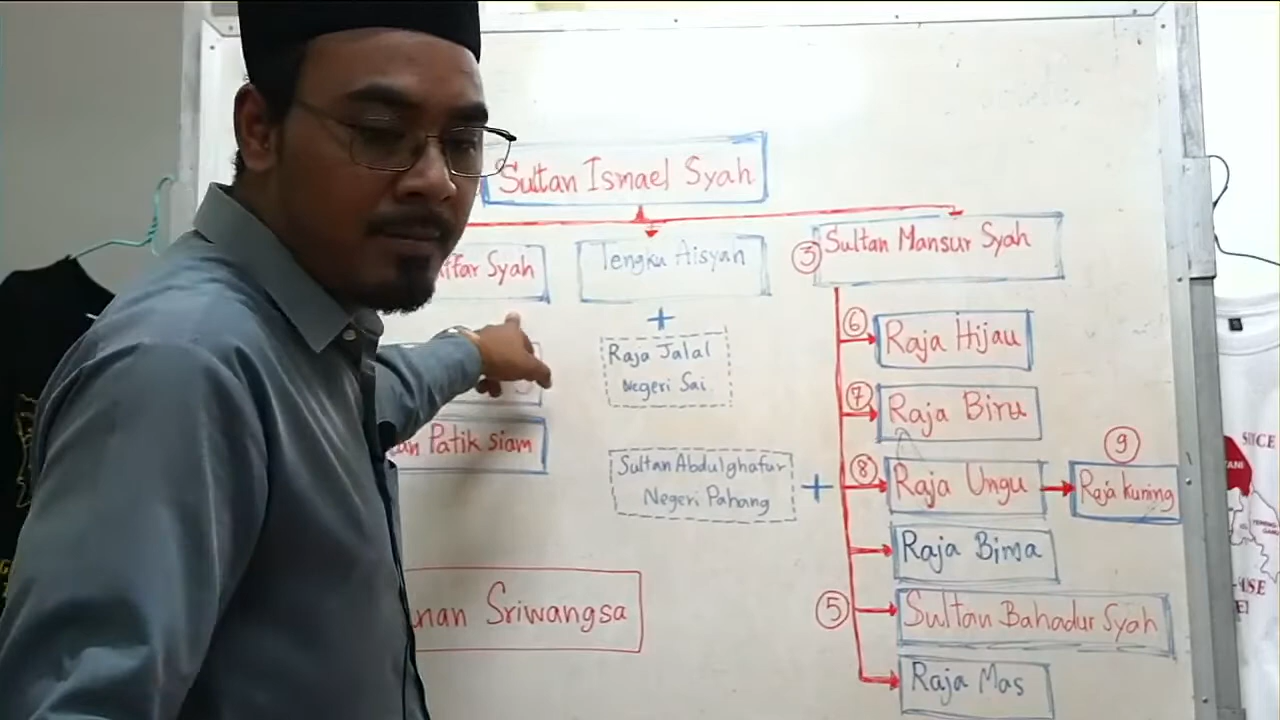 Sultan Ismael Syah
Syah
Tengku Aisyah
③ Sultan Mansur Syah
+
Raja Jalal
Negeri Sai
⑥ Raja Hijau
⑦ Raja Biru
Patik siam
Sultan Abdulghafur
Negeri Pahang
+
⑧ Raja Ungu
⑨
Raja kuning
Raja Bima
Sriwangsa
⑤ Sultan Bahadur Syah
Raja Mas
SINCE